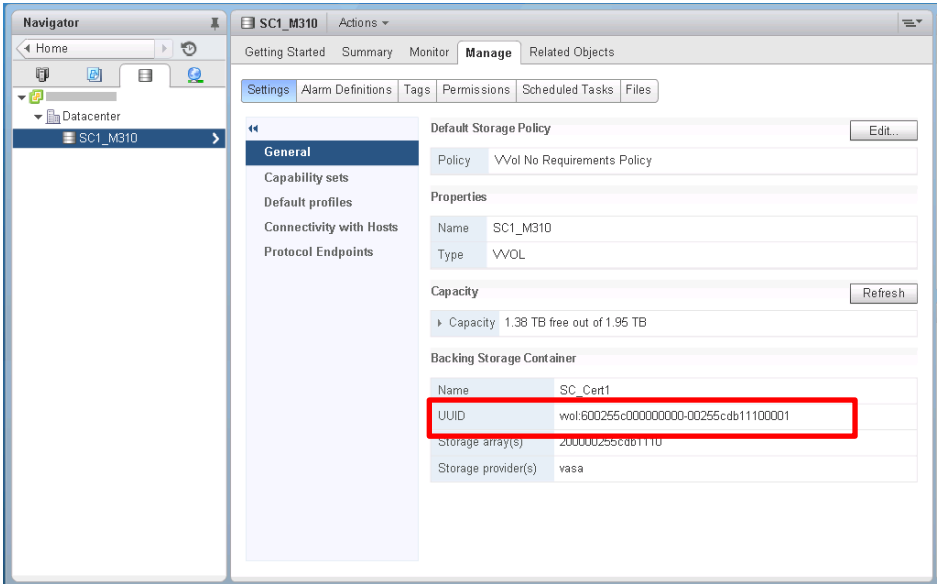 Navigator
SC1_M310 Actions
Home
Getting Started Summary Monitor Manage Related Objects
Settings Alarm Definitions Tags Permissions Scheduled Tasks Files
Datacenter
SC1_M310
General
Capability sets
Default profiles
Connectivity with Hosts
Protocol Endpoints
Default Storage Policy Edit...
Policy VVol No Requirements Policy
Properties
Name SC1_M310
Type VVOL
Capacity Refresh
Capacity 1.38 TB free out of 1.95 TB
Backing Storage Container
Name SC_Cert1
UUID vvol:600255c000000000-00255cdb11100001
Storage array(s) 200000255cdb1110
Storage provider(s) vasa